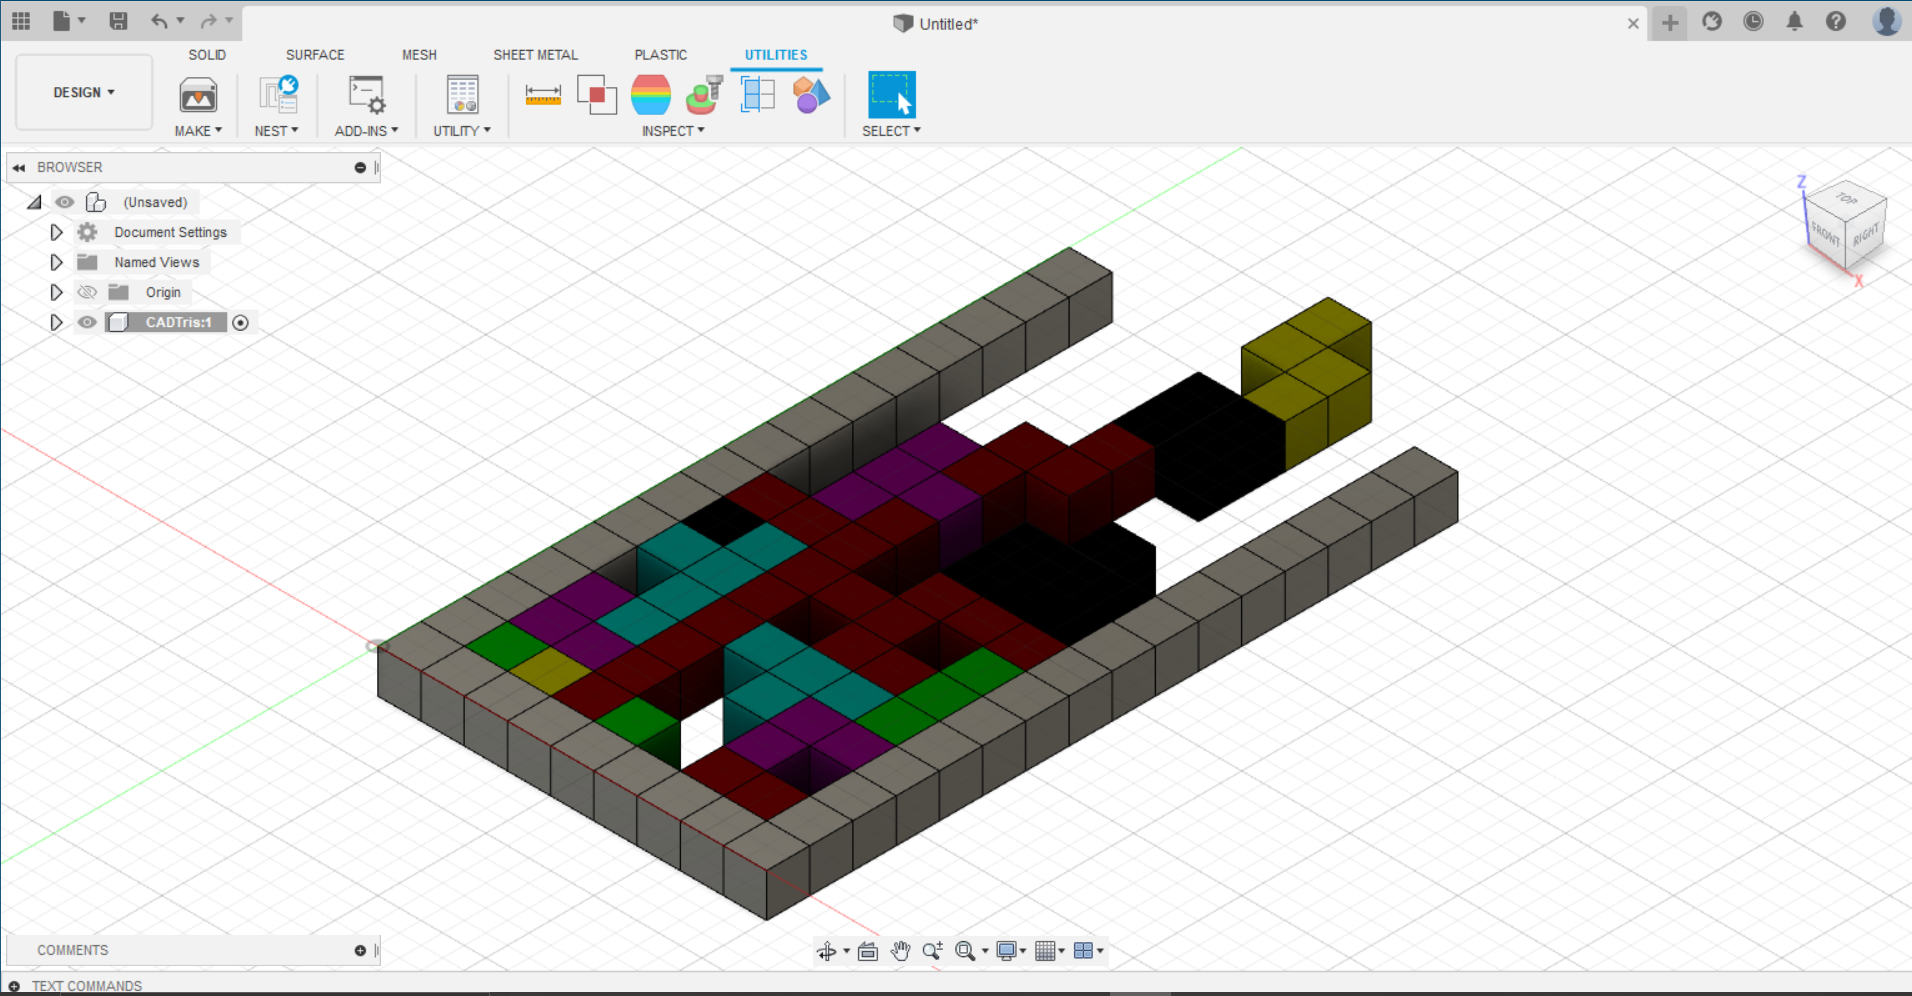 Untitled*
SOLID SURFACE MESH SHEET METAL PLASTIC UTILITIES
DESIGN
MAKE NEST ADD-INS UTILITY INSPECT SELECT
BROWSER
(Unsaved)
Document Settings
Named Views
Origin
CADTris:1
Z
TOP
FRONT RIGHT
X
COMMENTS
TEXT COMMANDS